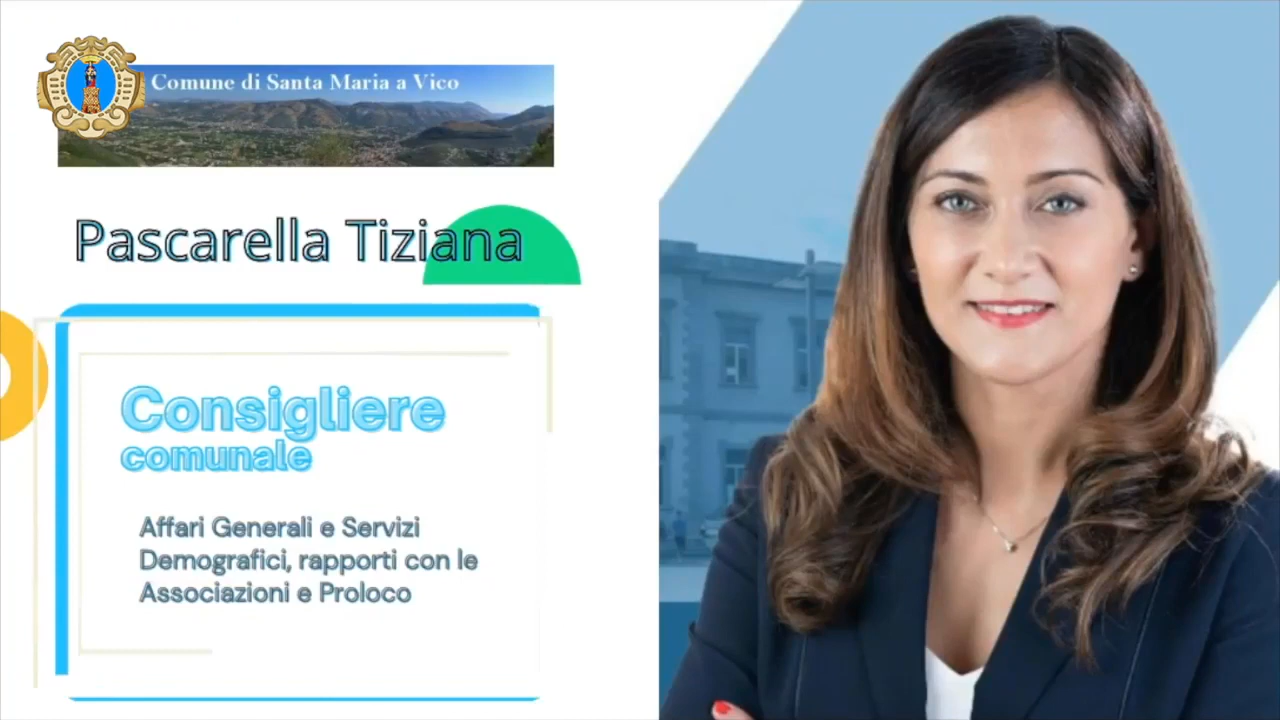 Comune di Santa Maria a Vico
Pascarella Tiziana
Consigliere
comunale
Affari Generali e Servizi
Demografici, rapporti con le
Associazioni e Proloco